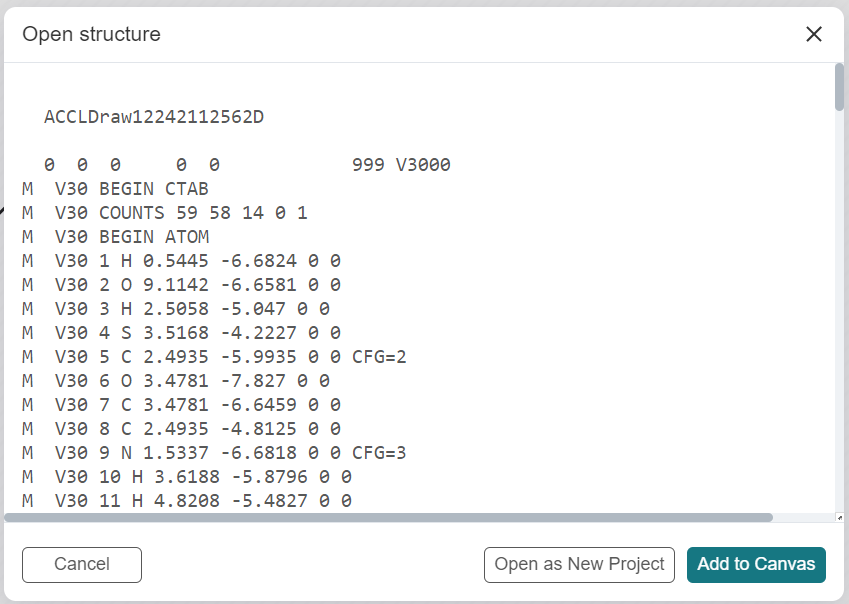 Open structure
ACCLDraw12242112562D
0  0  0     0  0            999 V3000
M  V30 BEGIN CTAB
M  V30 COUNTS 59 58 14 0 1
M  V30 BEGIN ATOM
M  V30 1 H 0.5445 -6.6824 0 0
M  V30 2 O 9.1142 -6.6581 0 0
M  V30 3 H 2.5058 -5.047 0 0
M  V30 4 S 3.5168 -4.2227 0 0
M  V30 5 C 2.4935 -5.9935 0 0 CFG=2
M  V30 6 O 3.4781 -7.827 0 0
M  V30 7 C 3.4781 -6.6459 0 0
M  V30 8 C 2.4935 -4.8125 0 0
M  V30 9 N 1.5337 -6.6818 0 0 CFG=3
M  V30 10 H 3.6188 -5.8796 0 0
M  V30 11 H 4.8208 -5.4827 0 0
Cancel
Open as New Project
Add to Canvas